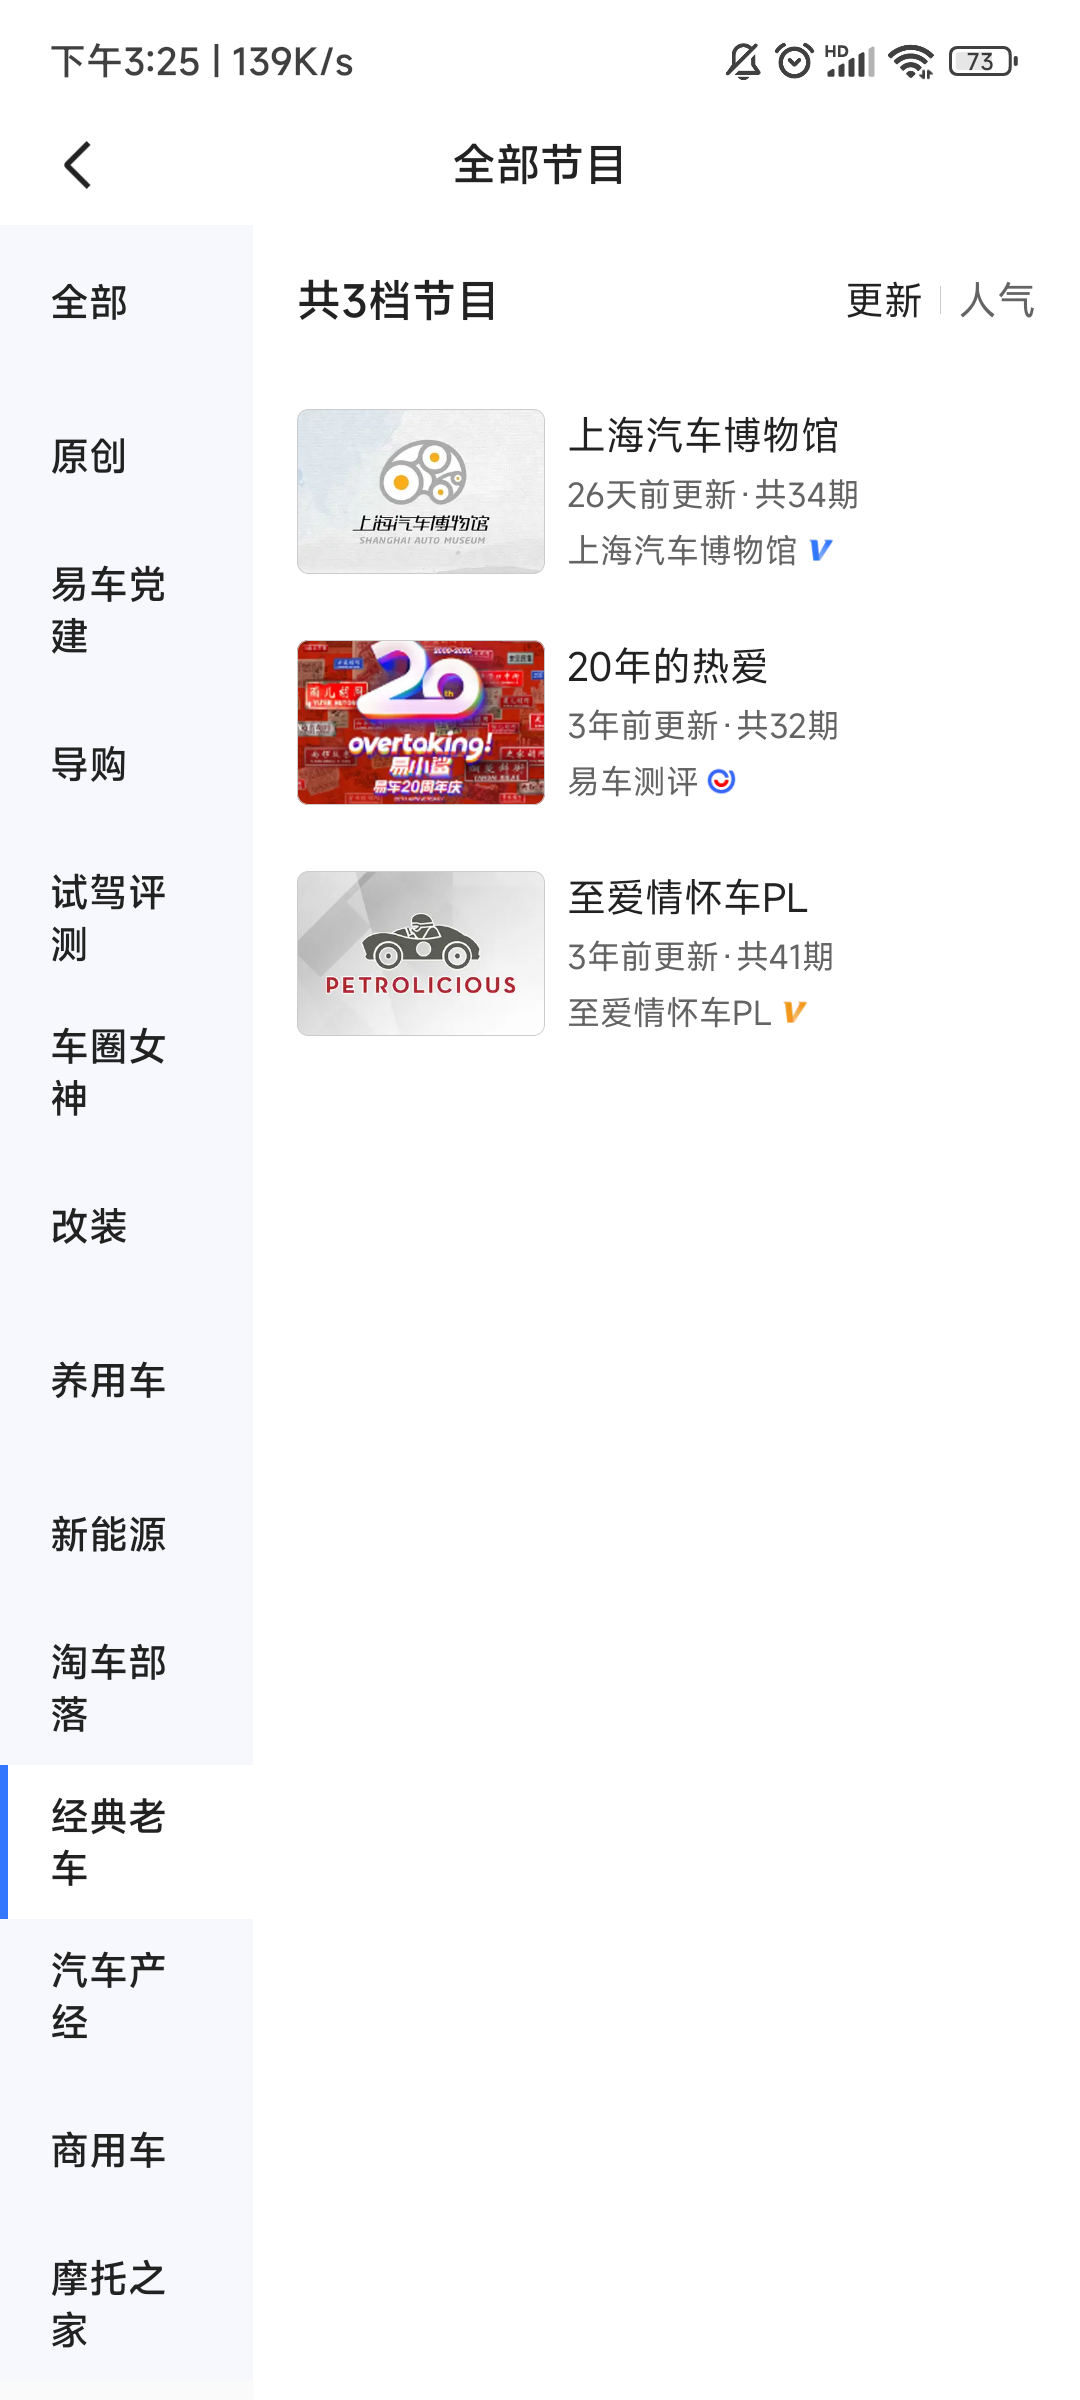 下午3:25 | 139K/s
HD
73
全部节目
全部
原创
易车党
建
导购
试驾评
测
车圈女
神
改装
养用车
新能源
淘车部
落
经典老
车
汽车产
经
商用车
摩托之
家
共3档节目
更新 | 人气
上海汽车博物馆
SHANGHAI AUTO MUSEUM
上海汽车博物馆
26天前更新·共34期
上海汽车博物馆
2000-2020
20th
雨儿胡同
overtaking!
易小鲨
易车20周年庆
20年的热爱
3年前更新·共32期
易车测评
PETROLICIOUS
至爱情怀车PL
3年前更新·共41期
至爱情怀车PL